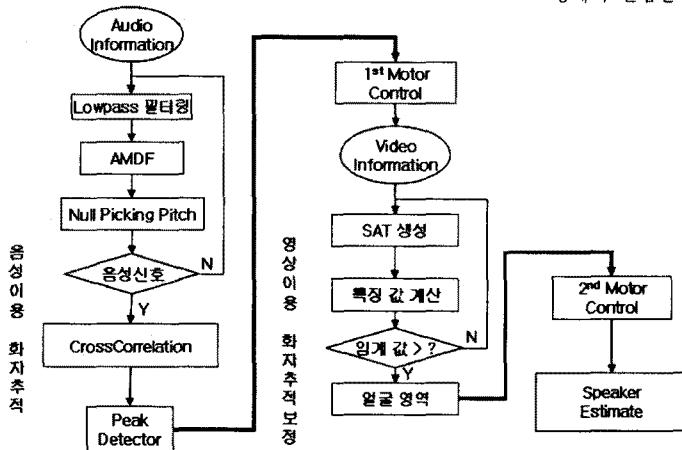 Audio
Information
Lowpass 필터링
AMDF
Null Picking Pitch
음성신호
N
Y
CrossCorrelation
Peak
Detector
음성이용 화자추적
1st Motor
Control
Video
Information
SAT 생성
특징 값 계산
임계 값 > ?
N
Y
얼굴 영역
영상이용 화자추적보정
2nd Motor
Control
Speaker
Estimate